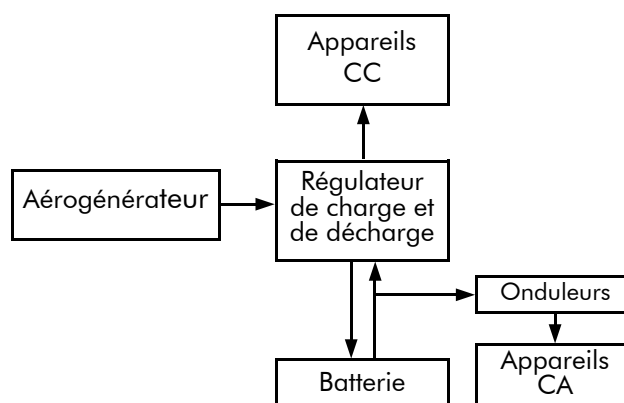 Appareils
CC
Aérogénérateur
Régulateur
de charge et
de décharge
Onduleurs
Batterie
Appareils
CA